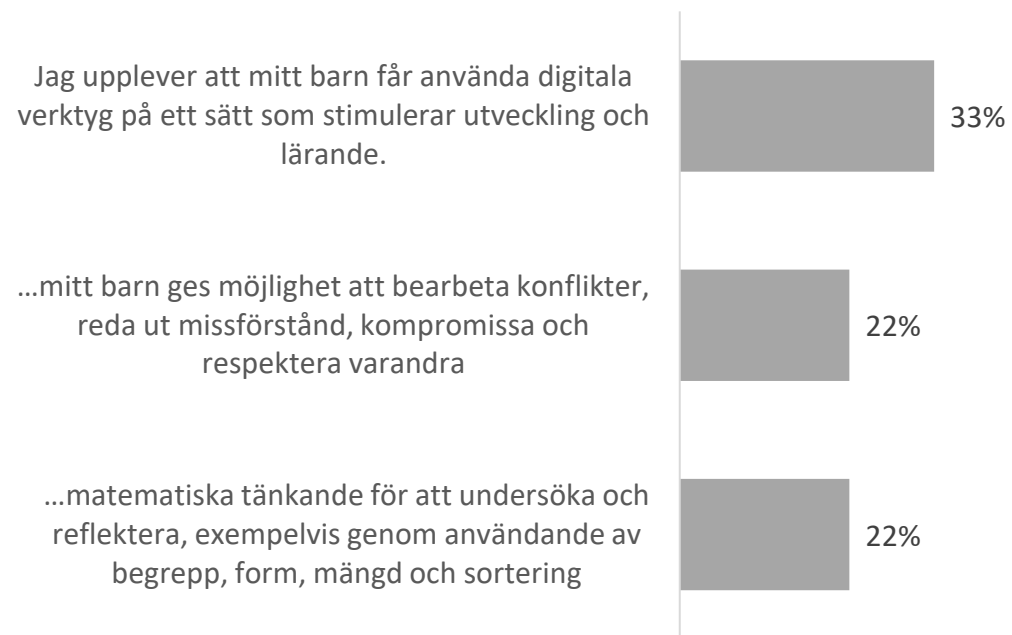 Jag upplever att mitt barn får använda digitala
verktyg på ett sätt som stimulerar utveckling och
lärande.
33%
…mitt barn ges möjlighet att bearbeta konflikter,
reda ut missförstånd, kompromissa och
respektera varandra
22%
…matematiska tänkande för att undersöka och
reflektera, exempelvis genom användande av
begrepp, form, mängd och sortering
22%